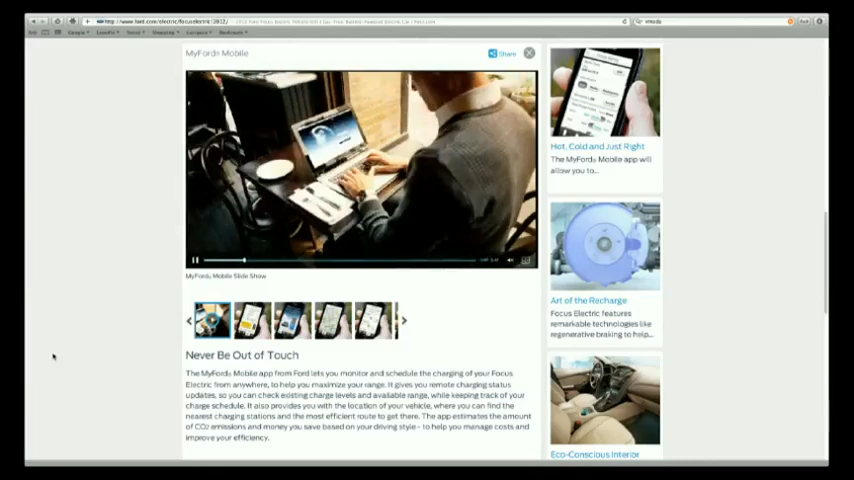 http://www.ford.com/electric/focuselectric/2012/
MyFord® Mobile
Share
MyFord® Mobile Slide Show
Never Be Out of Touch
The MyFord® Mobile app from Ford lets you monitor and schedule the charging of your Focus
Electric from anywhere, to help you maximize your range. It gives you remote charging status
updates, so you can check existing charge levels and available range, while keeping track of your
charge schedule. It also provides you with the location of your vehicle, where you can find the
nearest charging stations and the most efficient route to get there. The app estimates the amount
of CO2 emissions and money you save based on your driving style - to help you manage costs and
improve your efficiency.
Hot, Cold and Just Right
The MyFord® Mobile app will
allow you to...
Art of the Recharge
Focus Electric features
remarkable technologies like
regenerative braking to help...
Eco-Conscious Interior